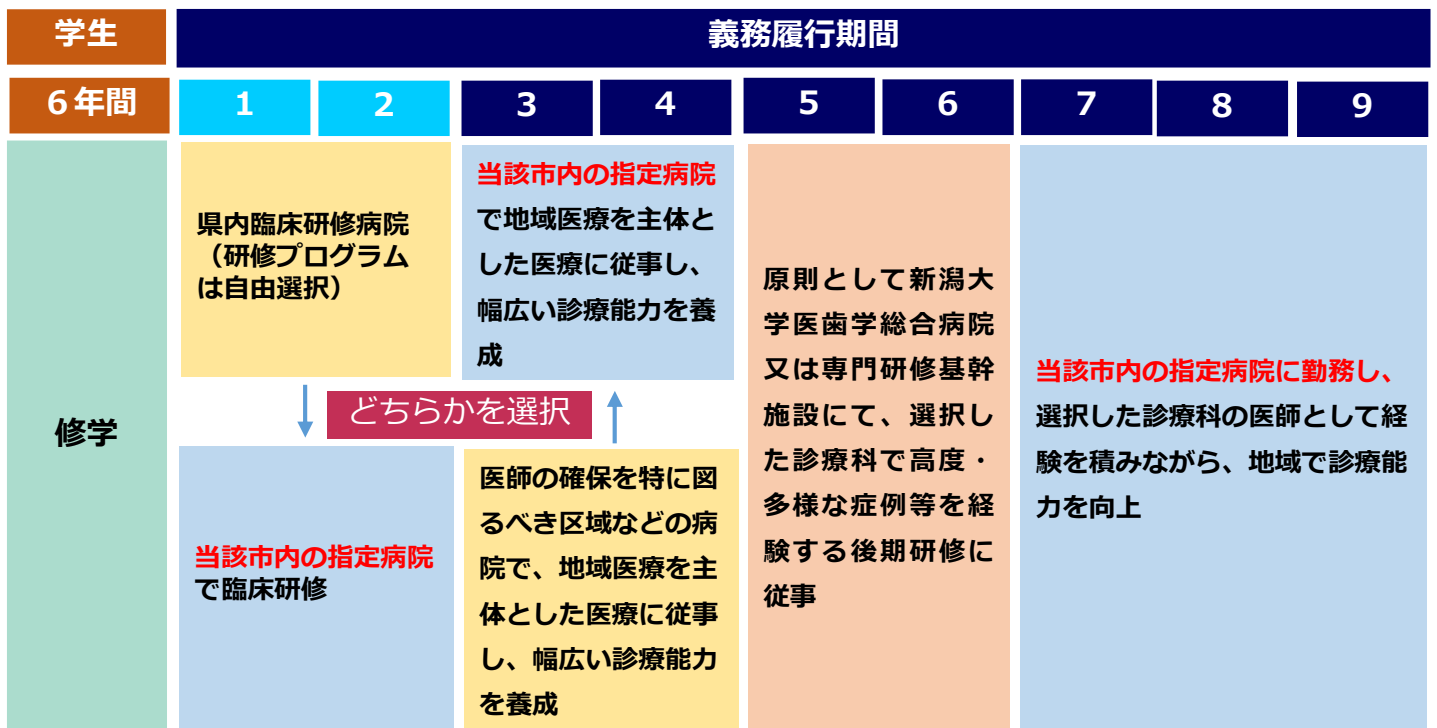 学生
義務履行期間
６年間
1
2
3
4
5
6
7
8
9
修学
県内臨床研修病院
（研修プログラム
は自由選択）
当該市内の指定病院
で地域医療を主体と
した医療に従事し、
幅広い診療能力を養
成
どちらかを選択
当該市内の指定病院
で臨床研修
医師の確保を特に図
るべき区域などの病
院で、地域医療を主
体とした医療に従事
し、幅広い診療能力
を養成
原則として新潟大
学医歯学総合病院
又は専門研修基幹
施設にて、選択し
た診療科で高度・
多様な症例等を経
験する後期研修に
従事
当該市内の指定病院に勤務し、
選択した診療科の医師として経
験を積みながら、地域で診療能
力を向上